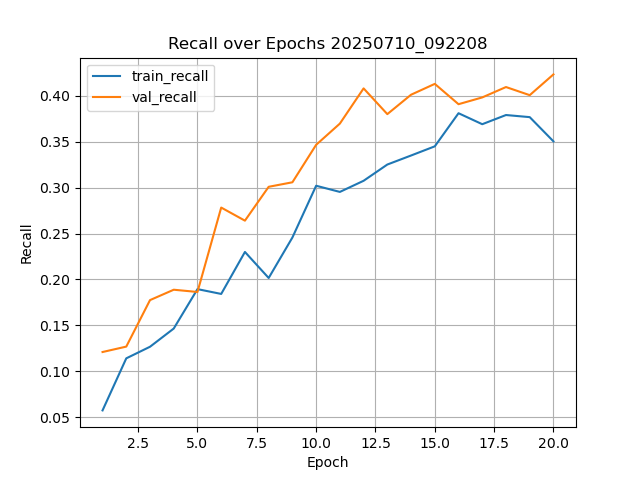 Recall over Epochs 20250710_092208
train_recall
val_recall
0.40
0.35
0.30
0.25
0.20
0.15
0.10
0.05
Recall
2.5 5.0 7.5 10.0 12.5 15.0 17.5 20.0
Epoch